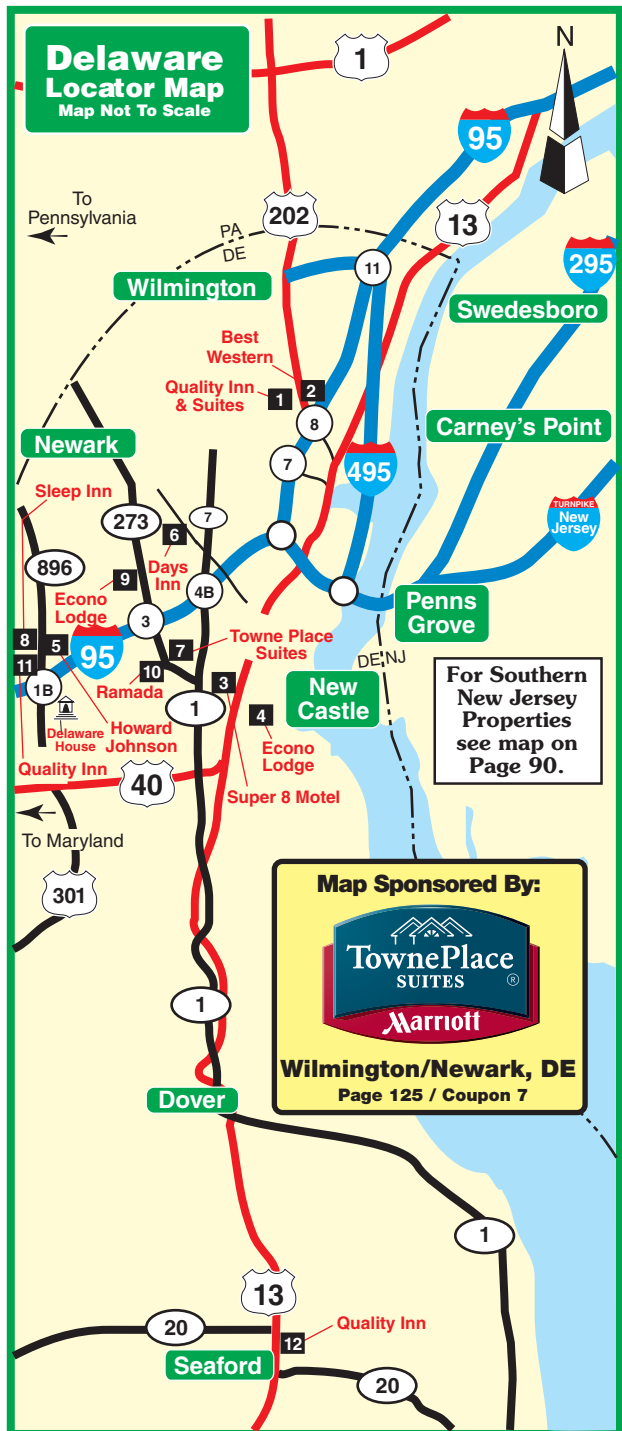 Delaware
Locator Map
Map Not To Scale
1
N
95
To
Pennsylvania
202
13
PA
DE
11
295
Wilmington
Swedesboro
Best
Western
Quality Inn
& Suites
1
2
8
Carney's Point
Newark
7
495
Sleep Inn
TURNPIKE
New
Jersey
273
7
6
Days
Inn
896
9
Econo
Lodge
4B
3
Penns
Grove
8
5
95
7
Towne Place
Suites
DE
NJ
11
1B
10
Ramada
3
New
Castle
For Southern
New Jersey
Properties
see map on
Page 90.
1
4
Delaware
House
Howard
Johnson
Econo
Lodge
Quality Inn
40
Super 8 Motel
To Maryland
301
Map Sponsored By:
TownePlace
SUITES
®
Marriott
Wilmington/Newark, DE
Page 125 / Coupon 7
1
Dover
1
13
20
12
Quality Inn
Seaford
20